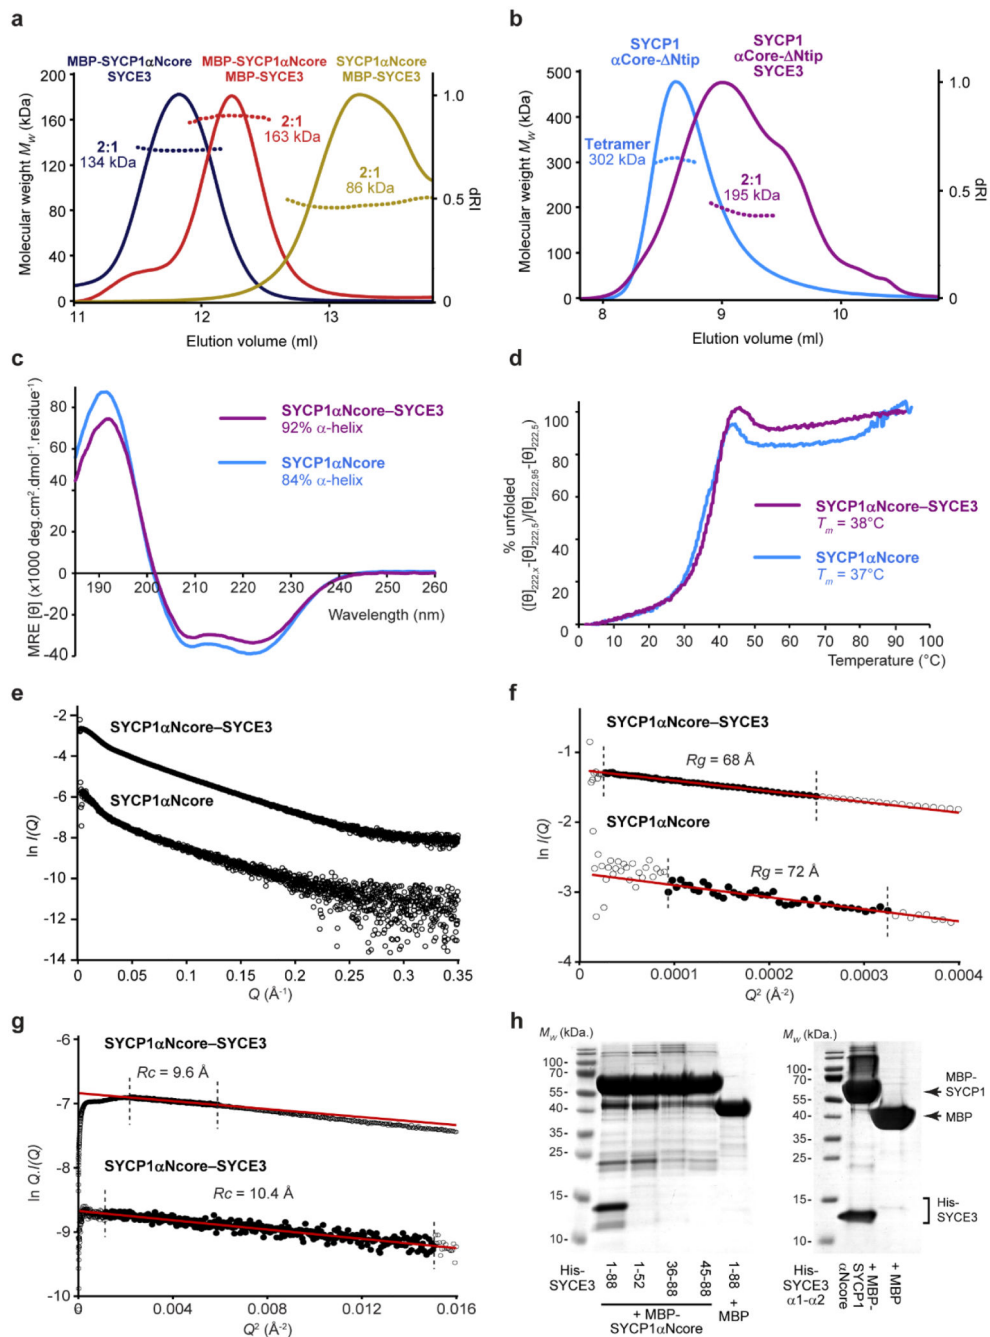 a
MBP-SYCP1αNcore
SYCE3
MBP-SYCP1αNcore
MBP-SYCE3
SYCP1αNcore
MBP-SYCE3
Molecular weight Mw (kDa)
200
160
120
80
40
0
2:1
134 kDa
2:1
163 kDa
2:1
86 kDa
1.0
0.5
0
dRI
11
12
13
Elution volume (ml)
b
SYCP1
αCore-ΔNtip
SYCP1
αCore-ΔNtip
SYCE3
Molecular weight Mw (kDa)
500
400
300
200
100
500
Tetramer
302 kDa
2:1
195 kDa
1.0
0.5
0
dRI
8
9
10
Elution volume (ml)
c
MRE [θ] (x1000 deg.cm².dmol⁻¹.residue⁻¹)
80
60
40
20
0
-20
-40
190
200
210
220
230
240
250
260
Wavelength (nm)
SYCP1αNcore–SYCE3
92% α-helix
SYCP1αNcore
84% α-helix
d
% unfolded
([θ]222,x-[θ]222,5)/[θ]222,95-[θ]222,5)
100
80
60
40
20
0
0
10
20
30
40
50
60
70
80
90
100
Temperature (°C)
SYCP1αNcore–SYCE3
Tm = 38°C
SYCP1αNcore
Tm = 37°C
e
ln I(Q)
-2
-4
-6
-8
-10
-12
-14
SYCP1αNcore–SYCE3
SYCP1αNcore
0
0.05
0.1
0.15
0.2
0.25
0.3
0.35
Q (Å⁻¹)
f
ln I(Q)
-1
-2
-3
-4
SYCP1αNcore–SYCE3
Rg = 68 Å
SYCP1αNcore
Rg = 72 Å
0.0001
0.0002
0.0003
0.0004
Q² (Å⁻²)
g
ln Q.I(Q)
-6
-7
-8
-9
-10
SYCP1αNcore–SYCE3
Rc = 9.6 Å
SYCP1αNcore–SYCE3
Rc = 10.4 Å
0
0.004
0.008
0.012
0.016
Q² (Å⁻²)
h
Mw (kDa.)
100-
70-
55-
40-
35-
25-
15-
10-
His-
SYCE3
1-88
1-52
36-88
45-88
1-88
+ MBP
+ MBP-
SYCP1αNcore
Mw (kDa.)
100-
70-
55-
40-
35-
25-
15-
10-
MBP-
SYCP1
MBP
His-
SYCE3
His-
SYCE3
α1-α2
+ MBP-
SYCP1
αNcore
+ MBP